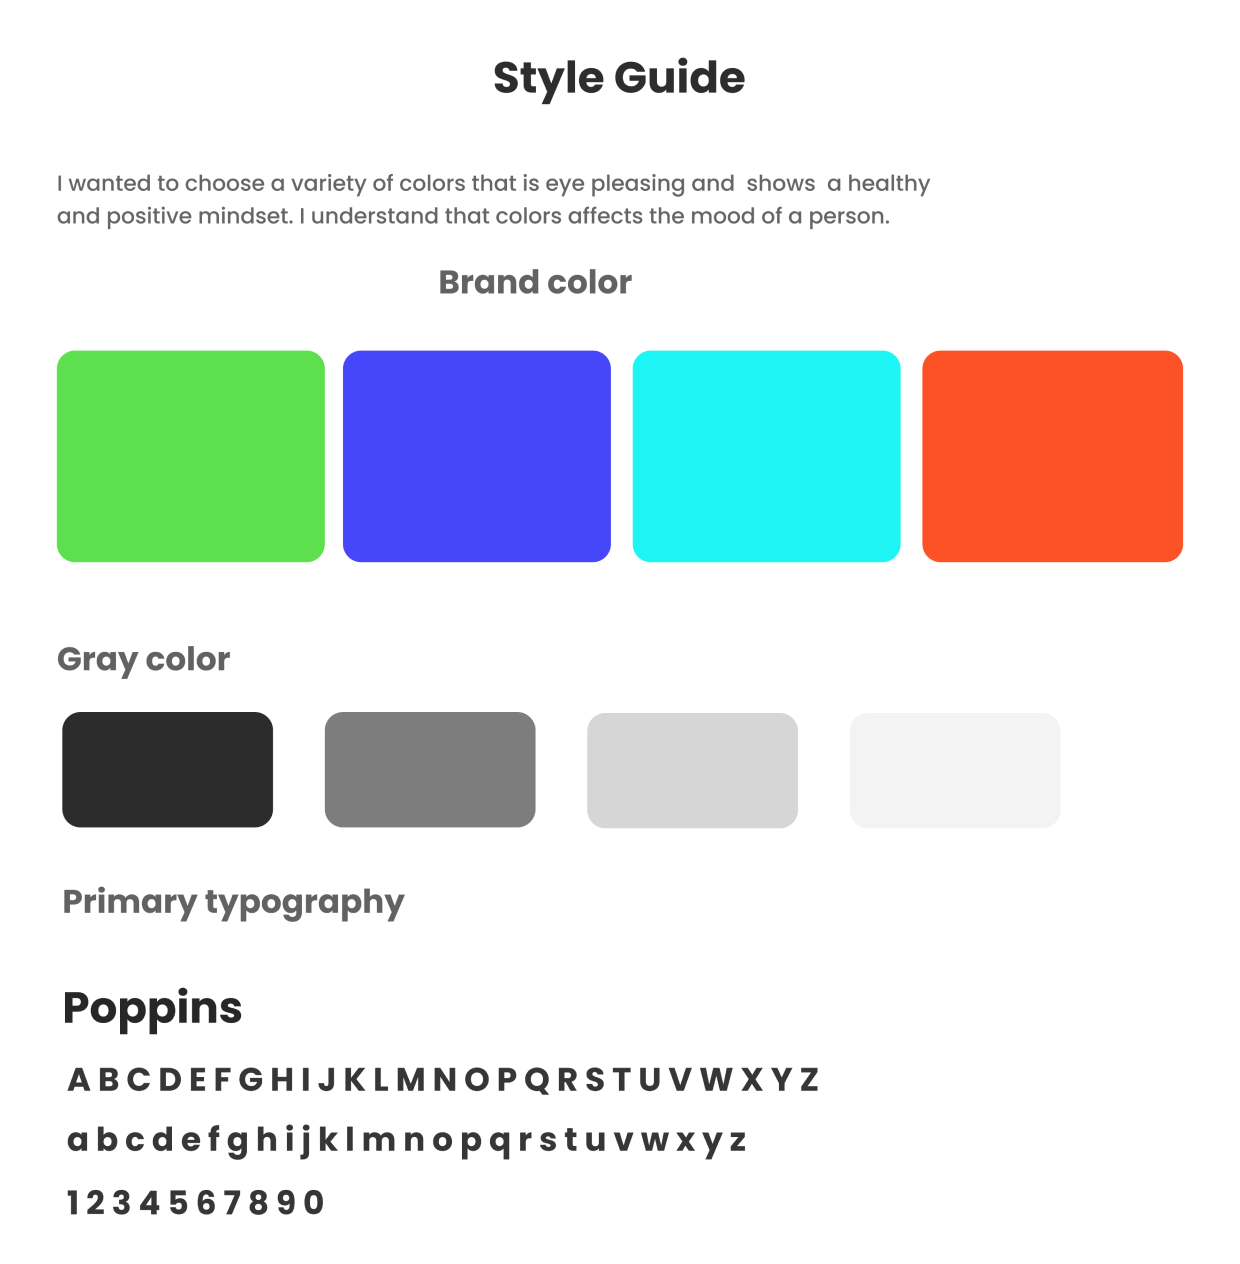 Style Guide
I wanted to choose a variety of colors that is eye pleasing and  shows  a healthy
and positive mindset. I understand that colors affects the mood of a person.
Brand color
Gray color
Primary typography
Poppins
A B C D E F G H I J K L M N O P Q R S T U V W X Y Z
a b c d e f g h i j k l m n o p q r s t u v w x y z
1 2 3 4 5 6 7 8 9 0